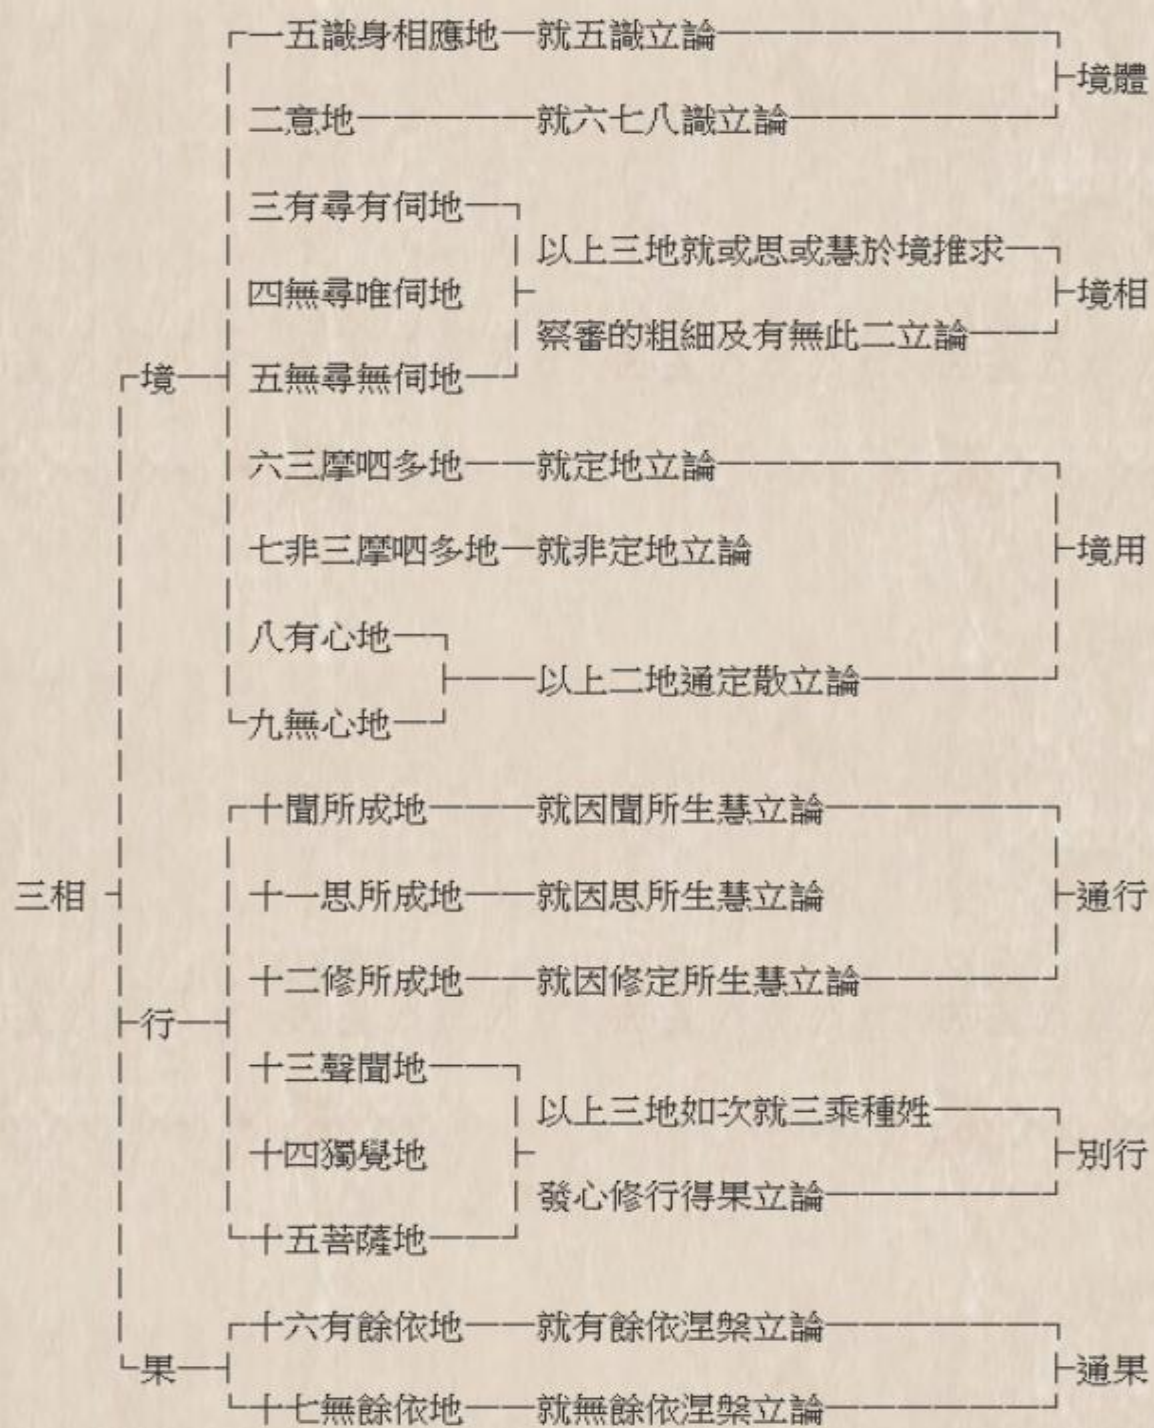 一五識身相應地 就五識立論
境體
二意地 就六七八識立論
三有尋有伺地
以上三地就或思或慧於境推求
四無尋唯伺地 境相
察審的粗細及有無此二立論
境 五無尋無伺地
六三摩呬多地 就定地立論
七非三摩呬多地 就非定地立論 境用
八有心地
以上二地通定散立論
九無心地
十聞所成地 就因聞所生慧立論
三相 十一思所成地 就因思所生慧立論 通行
十二修所成地 就因修定所生慧立論
行
十三聲聞地
以上三地如次就三乘種姓
十四獨覺地 別行
發心修行得果立論
十五菩薩地
十六有餘依地 就有餘依涅槃立論
果 通果
十七無餘依地 就無餘依涅槃立論